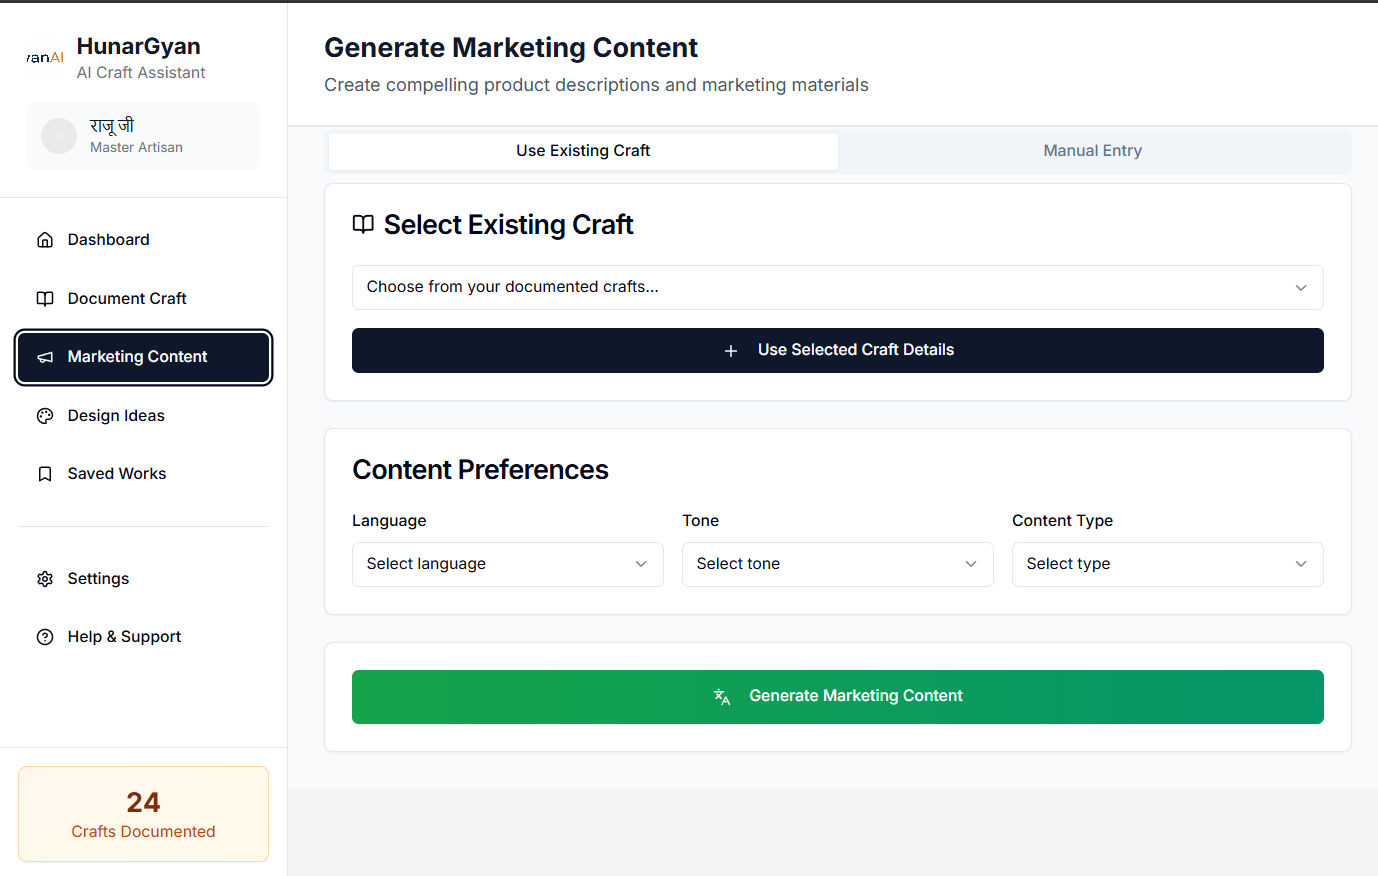 HunarGyan
AI Craft Assistant
राजू जी
Master Artisan
Dashboard
Document Craft
Marketing Content
Design Ideas
Saved Works
Settings
Help & Support
24
Crafts Documented
Generate Marketing Content
Create compelling product descriptions and marketing materials
Use Existing Craft
Manual Entry
Select Existing Craft
Choose from your documented crafts...
Use Selected Craft Details
Content Preferences
Language
Tone
Content Type
Select language
Select tone
Select type
Generate Marketing Content